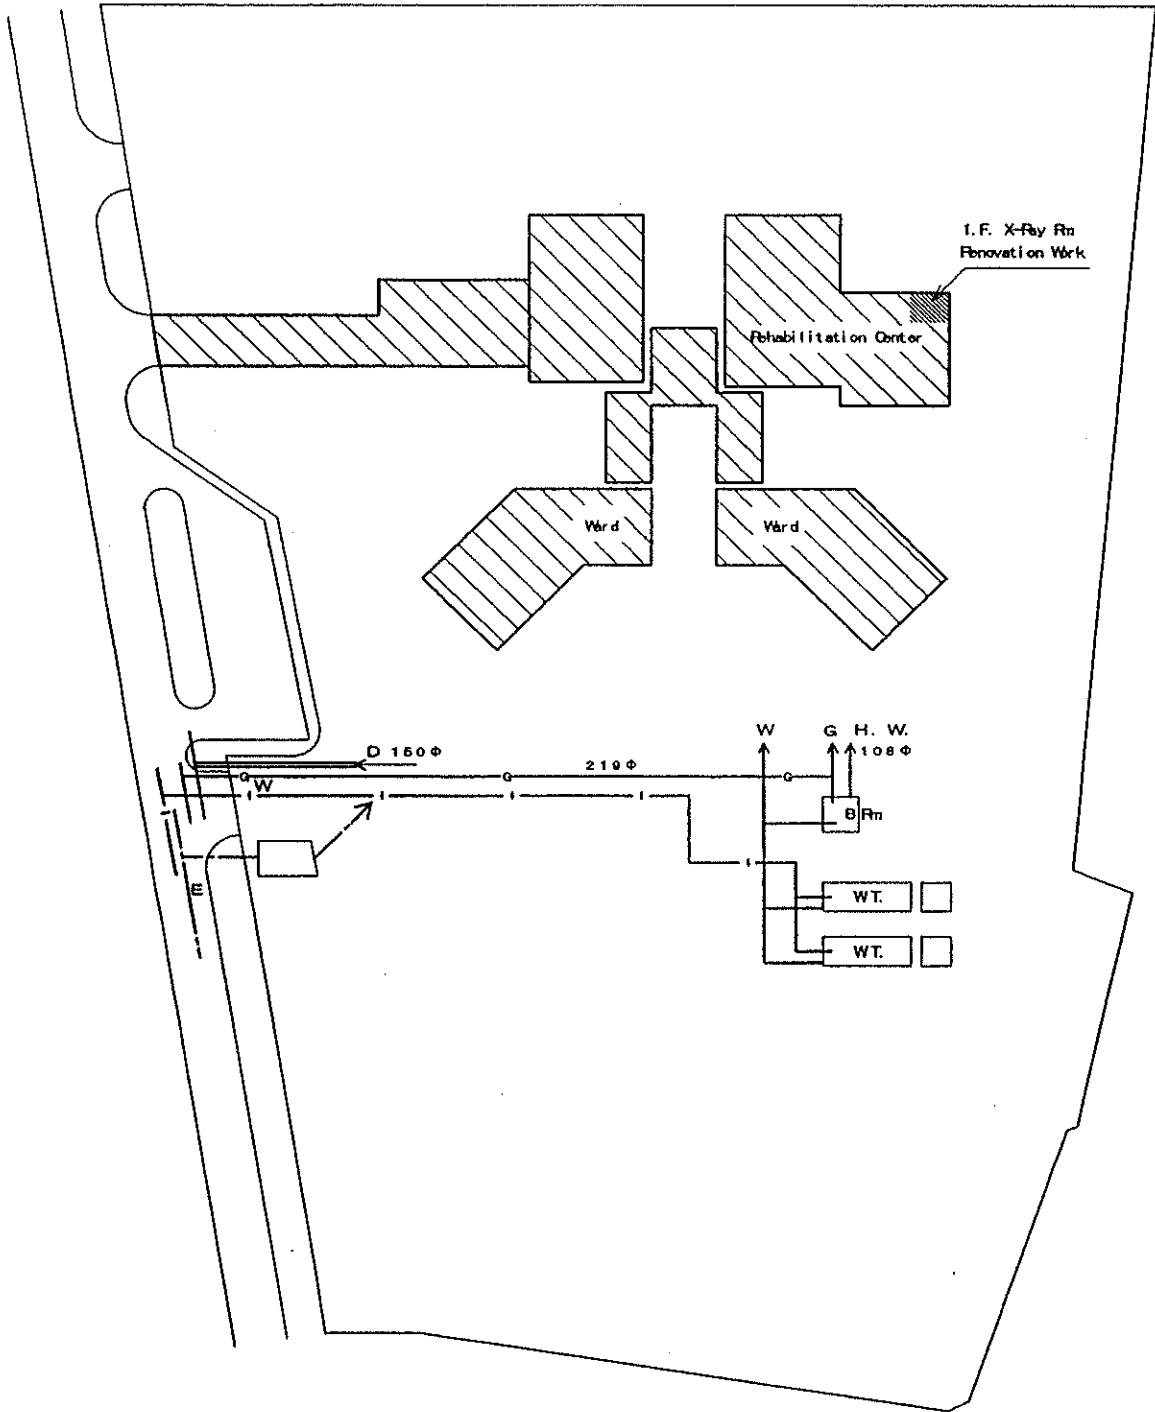 1.F. X-Ray Rm
Renovation Work
Rehabilitation Center
Ward
Ward
W
G
H. W.
D 150Φ
108Φ
G
G
219Φ
G
W
B Rm
E
WT.
WT.